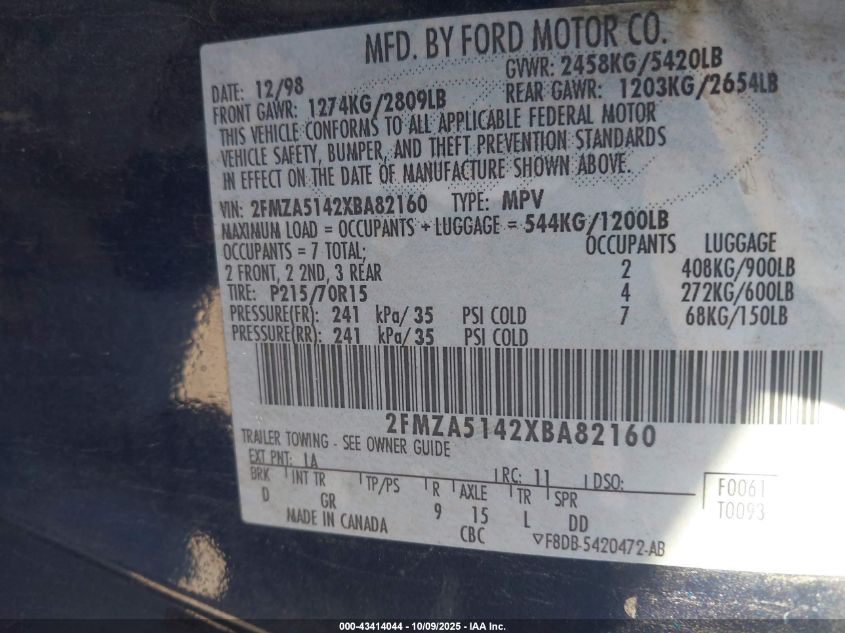 MFD. BY FORD MOTOR CO.
DATE: 12/98 GVWR: 2458KG/5420LB
FRONT GAWR: 1274KG/2809LB REAR GAWR: 1203KG/2654LB
THIS VEHICLE CONFORMS TO ALL APPLICABLE FEDERAL MOTOR
VEHICLE SAFETY, BUMPER, AND THEFT PREVENTION STANDARDS
IN EFFECT ON THE DATE OF MANUFACTURE SHOWN ABOVE.
VIN: 2FMZA5142XBA82160 TYPE: MPV
MAXIMUM LOAD = OCCUPANTS + LUGGAGE = 544KG/1200LB
OCCUPANTS = 7 TOTAL; OCCUPANTS LUGGAGE
2 FRONT, 2 2ND, 3 REAR 2 408KG/900LB
TIRE: P215/70R15 4 272KG/600LB
PRESSURE(FR): 241 kPa/ 35 PSI COLD 7 68KG/150LB
PRESSURE(RR): 241 kPa/ 35 PSI COLD
2FMZA5142XBA82160
TRAILER TOWING - SEE OWNER GUIDE
EXT PNT: LA RC: 11 DSO: F0061
BRK INT TR TP/PS R AXLE TR SPR T0093
D GR 9 15 L DD
MADE IN CANADA CBC ▽F8DB-5420472-AB
000-43414044 - 10/09/2025 - IAA Inc.